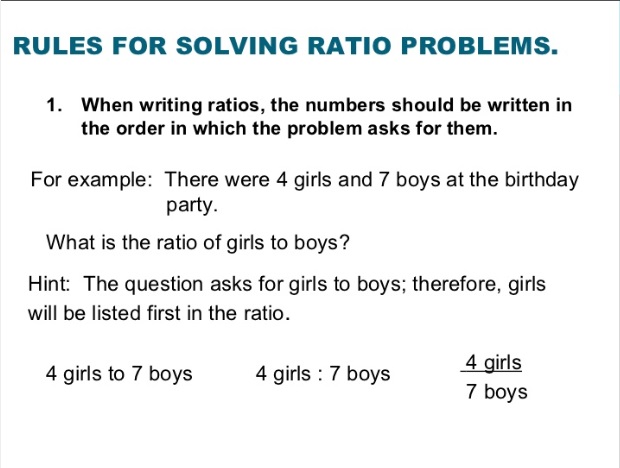 RULES FOR SOLVING RATIO PROBLEMS.
1. When writing ratios, the numbers should be written in
the order in which the problem asks for them.
For example: There were 4 girls and 7 boys at the birthday
party.
What is the ratio of girls to boys?
Hint: The question asks for girls to boys; therefore, girls
will be listed first in the ratio.
4 girls to 7 boys 4 girls : 7 boys 4 girls
7 boys